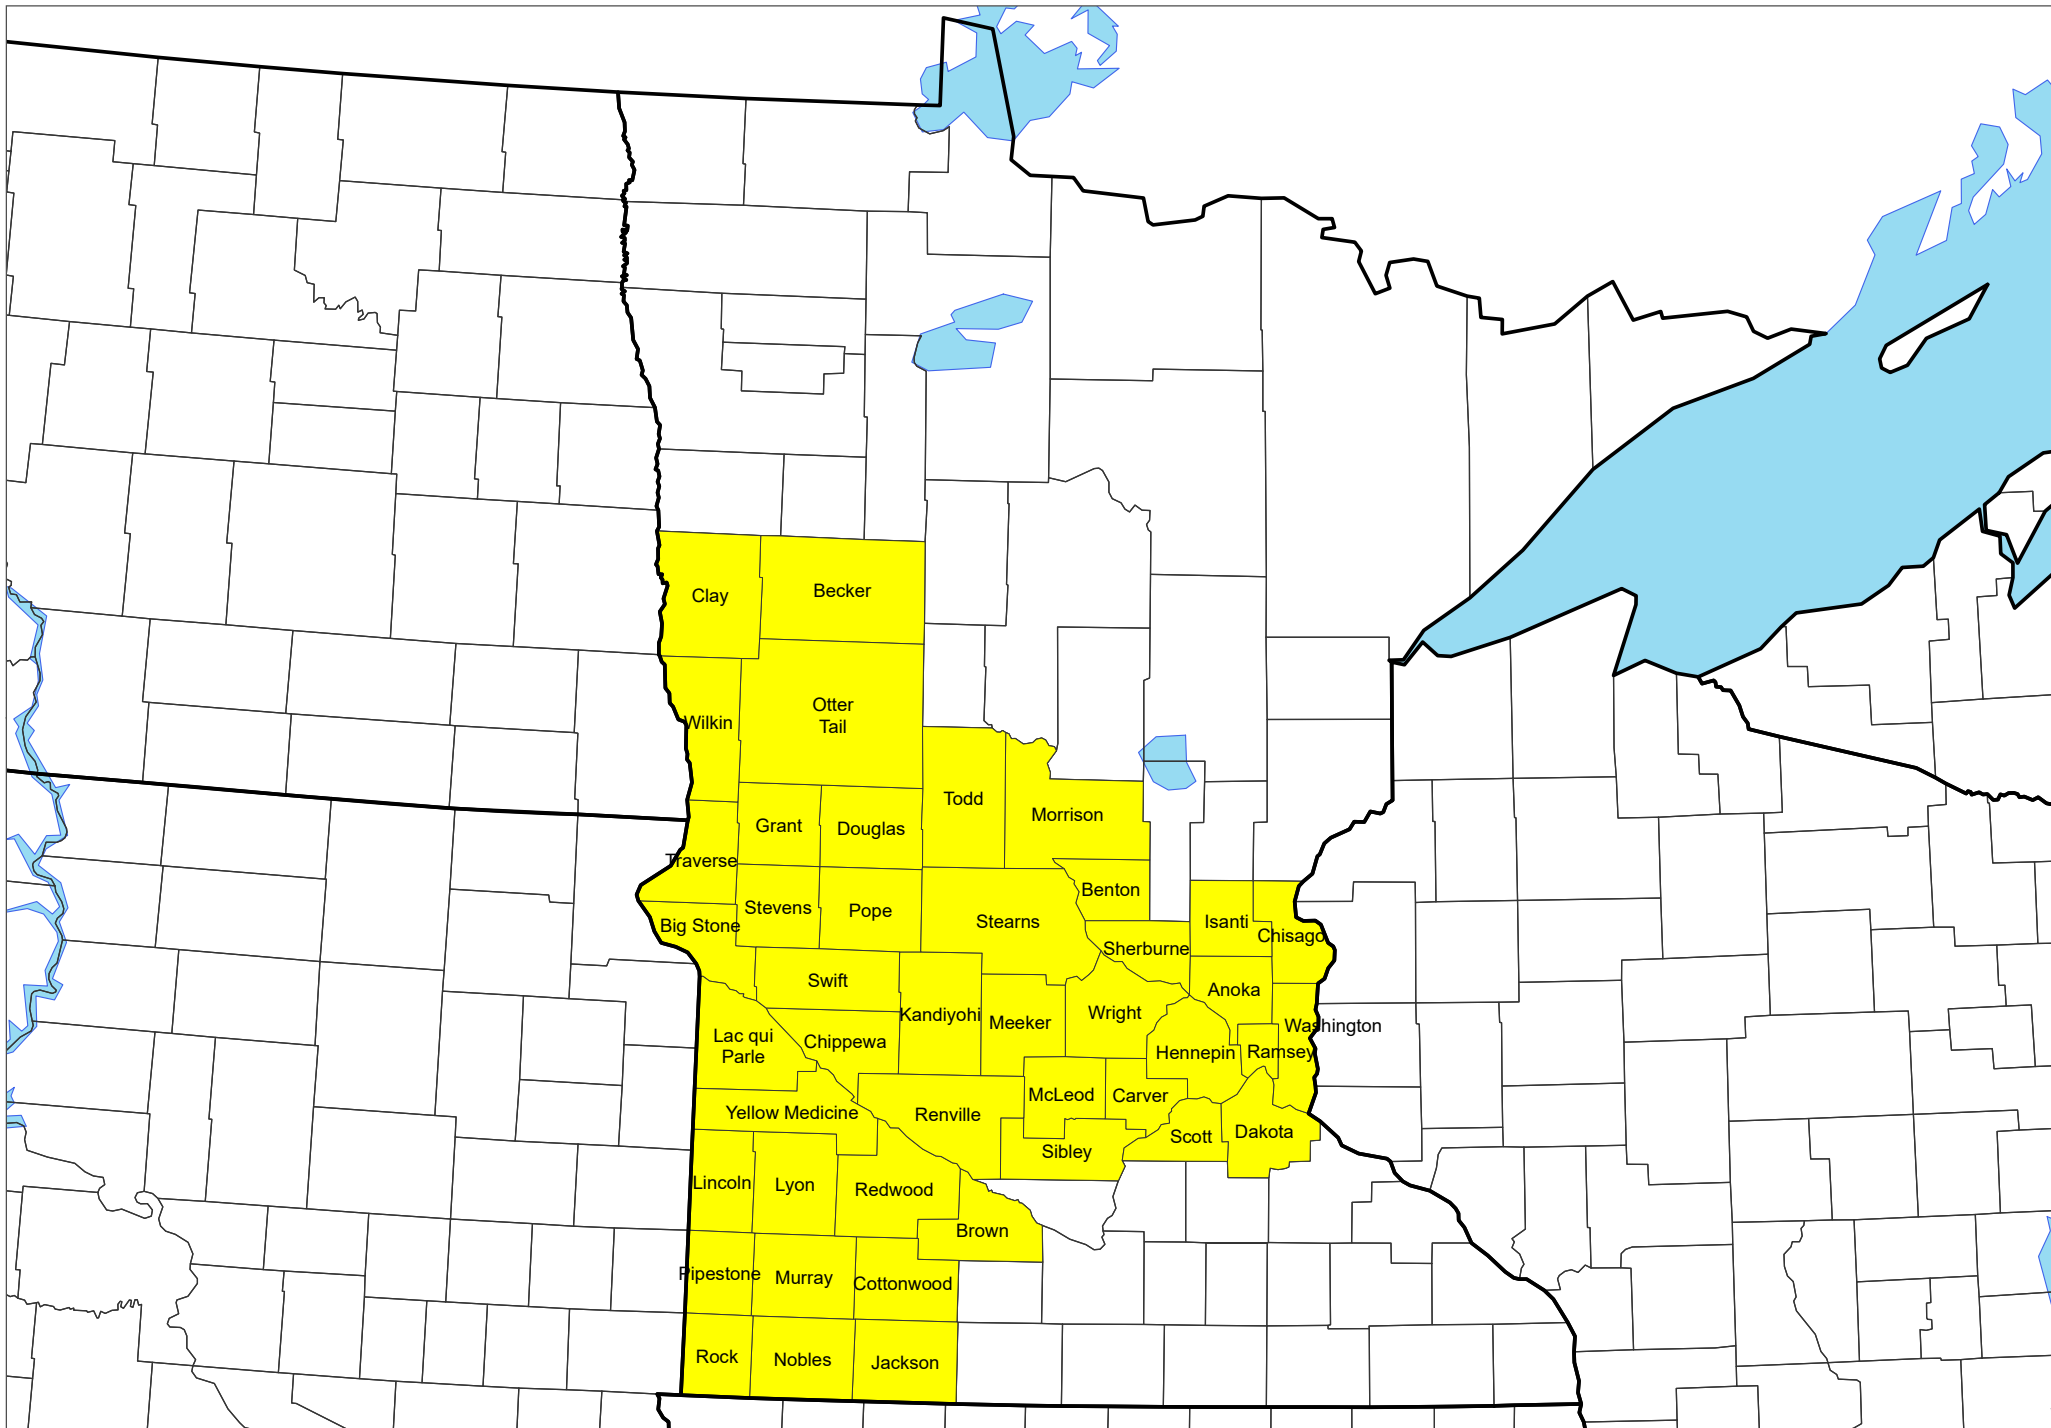 Clay
Becker
Otter
Tail
Wilkin
Todd
Morrison
Grant
Douglas
Traverse
Benton
Stevens
Pope
Stearns
Isanti
Big Stone
Chisago
Sherburne
Swift
Anoka
Kandiyohi
Meeker
Wright
Washington
Lac qui
Parle
Chippewa
Hennepin
Ramsey
McLeod
Carver
Yellow Medicine
Renville
Scott
Dakota
Sibley
Lincoln
Lyon
Redwood
Brown
Pipestone
Murray
Cottonwood
Rock
Nobles
Jackson